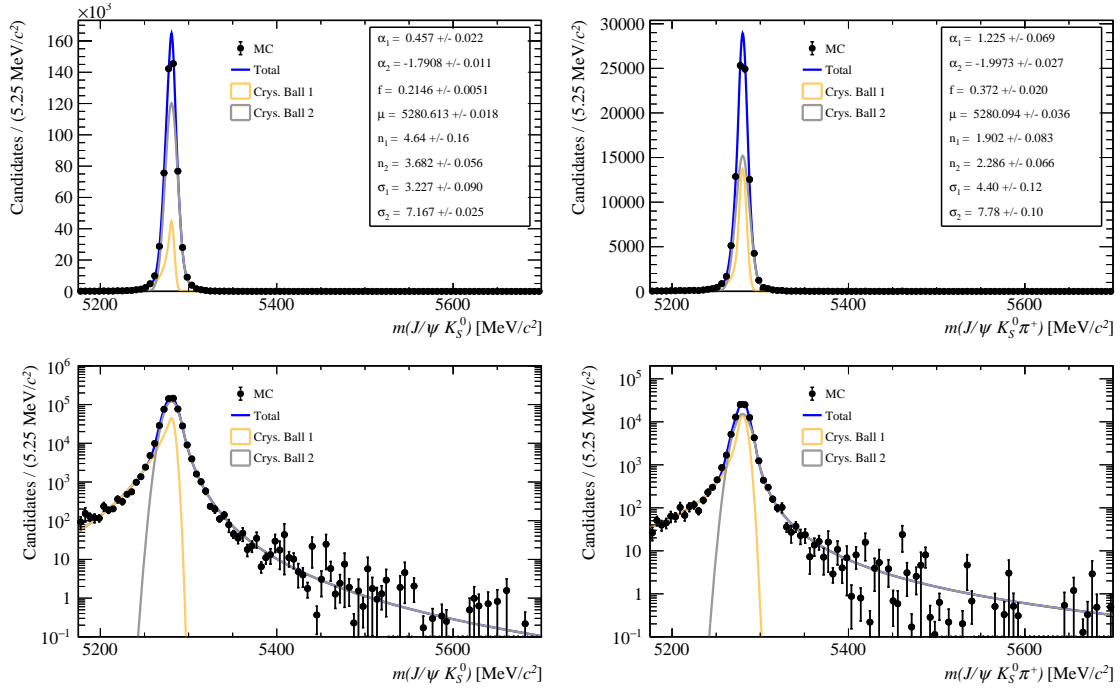 ×10³
Candidates / (5.25 MeV/c²)
160
140
120
100
80
60
40
20
0
MC
Total
Crys. Ball 1
Crys. Ball 2
α₁ = 0.457 +/- 0.022
α₂ = -1.7908 +/- 0.011
f = 0.2146 +/- 0.0051
μ = 5280.613 +/- 0.018
n₁ = 4.64 +/- 0.16
n₂ = 3.682 +/- 0.056
σ₁ = 3.227 +/- 0.090
σ₂ = 7.167 +/- 0.025
5200 5400 5600
m(J/ψ K_S^0) [MeV/c²]
Candidates / (5.25 MeV/c²)
30000
25000
20000
15000
10000
5000
0
MC
Total
Crys. Ball 1
Crys. Ball 2
α₁ = 1.225 +/- 0.069
α₂ = -1.9973 +/- 0.027
f = 0.372 +/- 0.020
μ = 5280.094 +/- 0.036
n₁ = 1.902 +/- 0.083
n₂ = 2.286 +/- 0.066
σ₁ = 4.40 +/- 0.12
σ₂ = 7.78 +/- 0.10
5200 5400 5600
m(J/ψ K_S^0 π⁺) [MeV/c²]
Candidates / (5.25 MeV/c²)
10⁶
10⁵
10⁴
10³
10²
10
1
10⁻¹
MC
Total
Crys. Ball 1
Crys. Ball 2
5200 5400 5600
m(J/ψ K_S^0) [MeV/c²]
Candidates / (5.25 MeV/c²)
10⁵
10⁴
10³
10²
10
1
10⁻¹
MC
Total
Crys. Ball 1
Crys. Ball 2
5200 5400 5600
m(J/ψ K_S^0 π⁺) [MeV/c²]